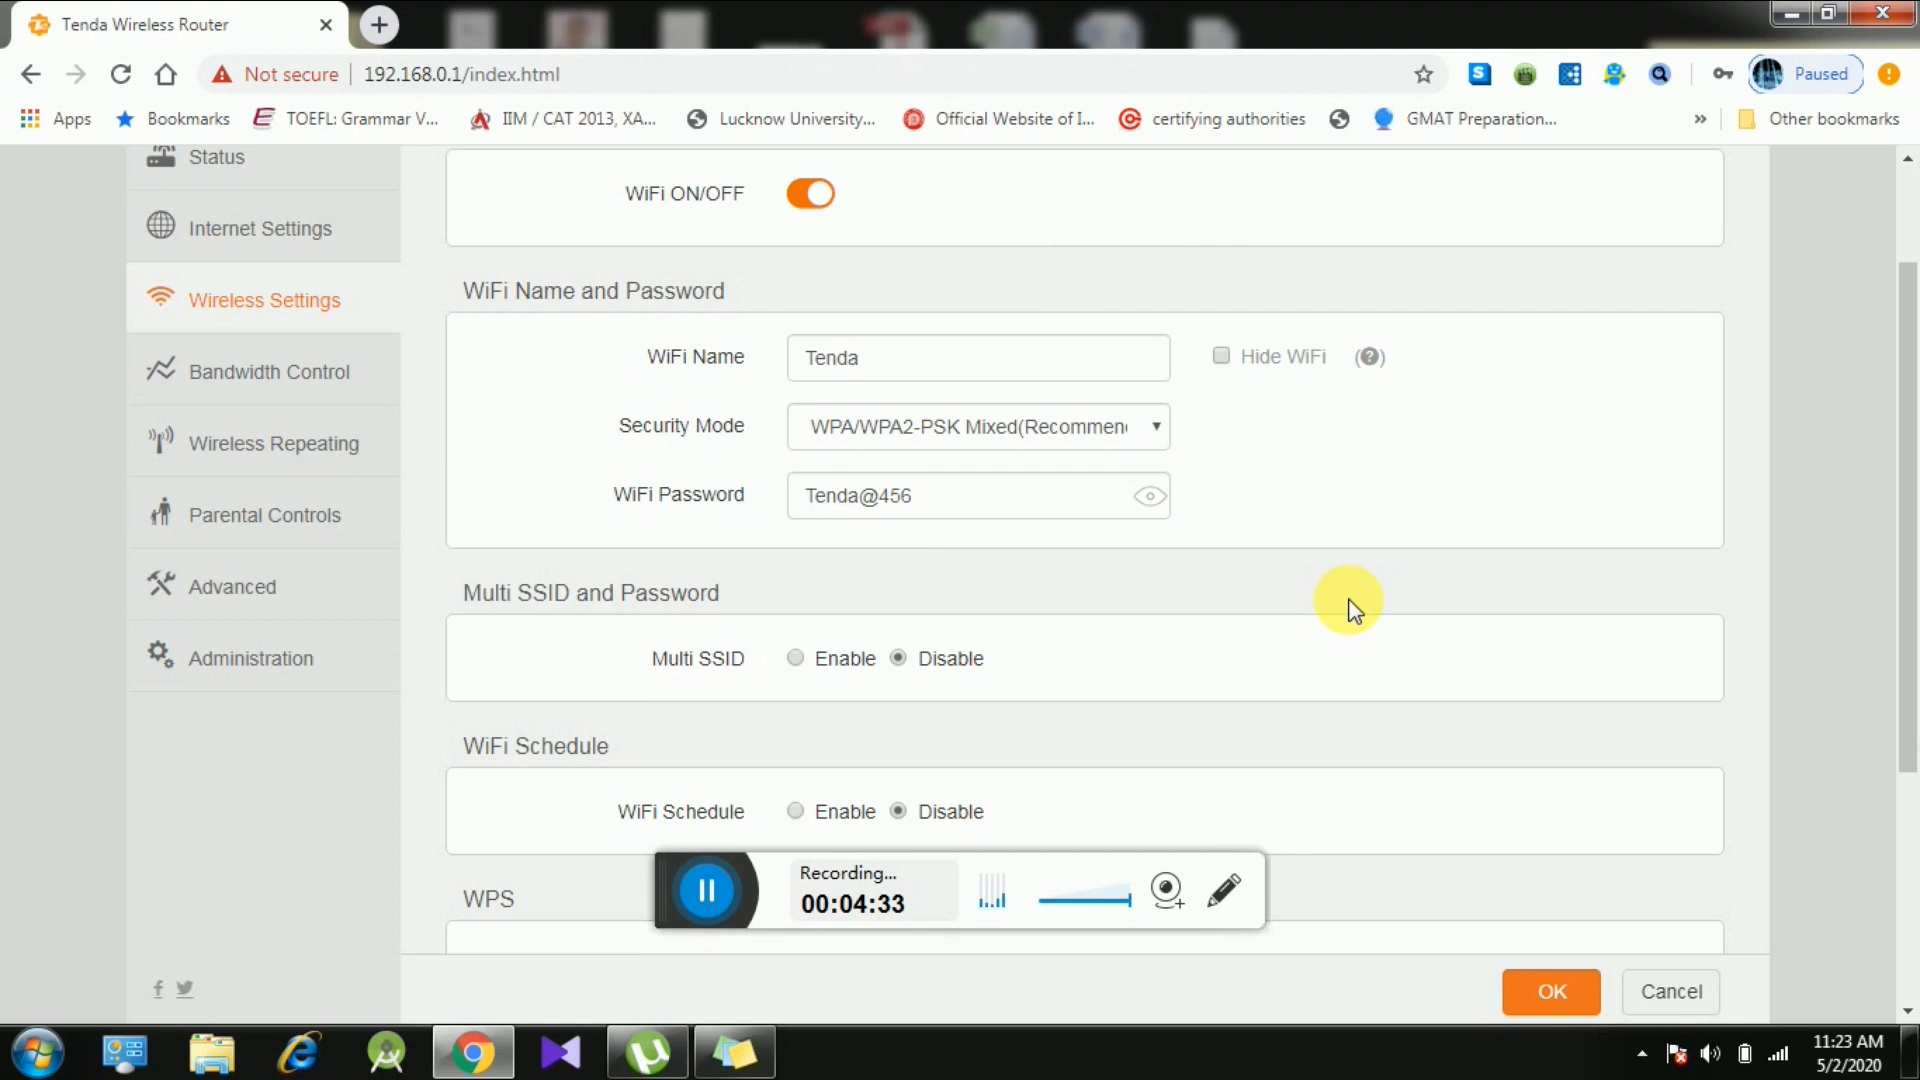 Tenda Wireless Router
Not secure
192.168.0.1/index.html
Paused
Apps
Bookmarks
TOEFL: Grammar V...
IIM / CAT 2013, XA...
Lucknow University...
Official Website of I...
certifying authorities
GMAT Preparation...
»
Other bookmarks
Status
Internet Settings
Wireless Settings
Bandwidth Control
Wireless Repeating
Parental Controls
Advanced
Administration
WiFi ON/OFF
WiFi Name and Password
WiFi Name
Tenda
Hide WiFi (?)
Security Mode
WPA/WPA2-PSK Mixed(Recommen
WiFi Password
Tenda@456
Multi SSID and Password
Multi SSID
Enable
Disable
WiFi Schedule
WiFi Schedule
Enable
Disable
WPS
Recording...
00:04:33
OK
Cancel
11:23 AM
5/2/2020